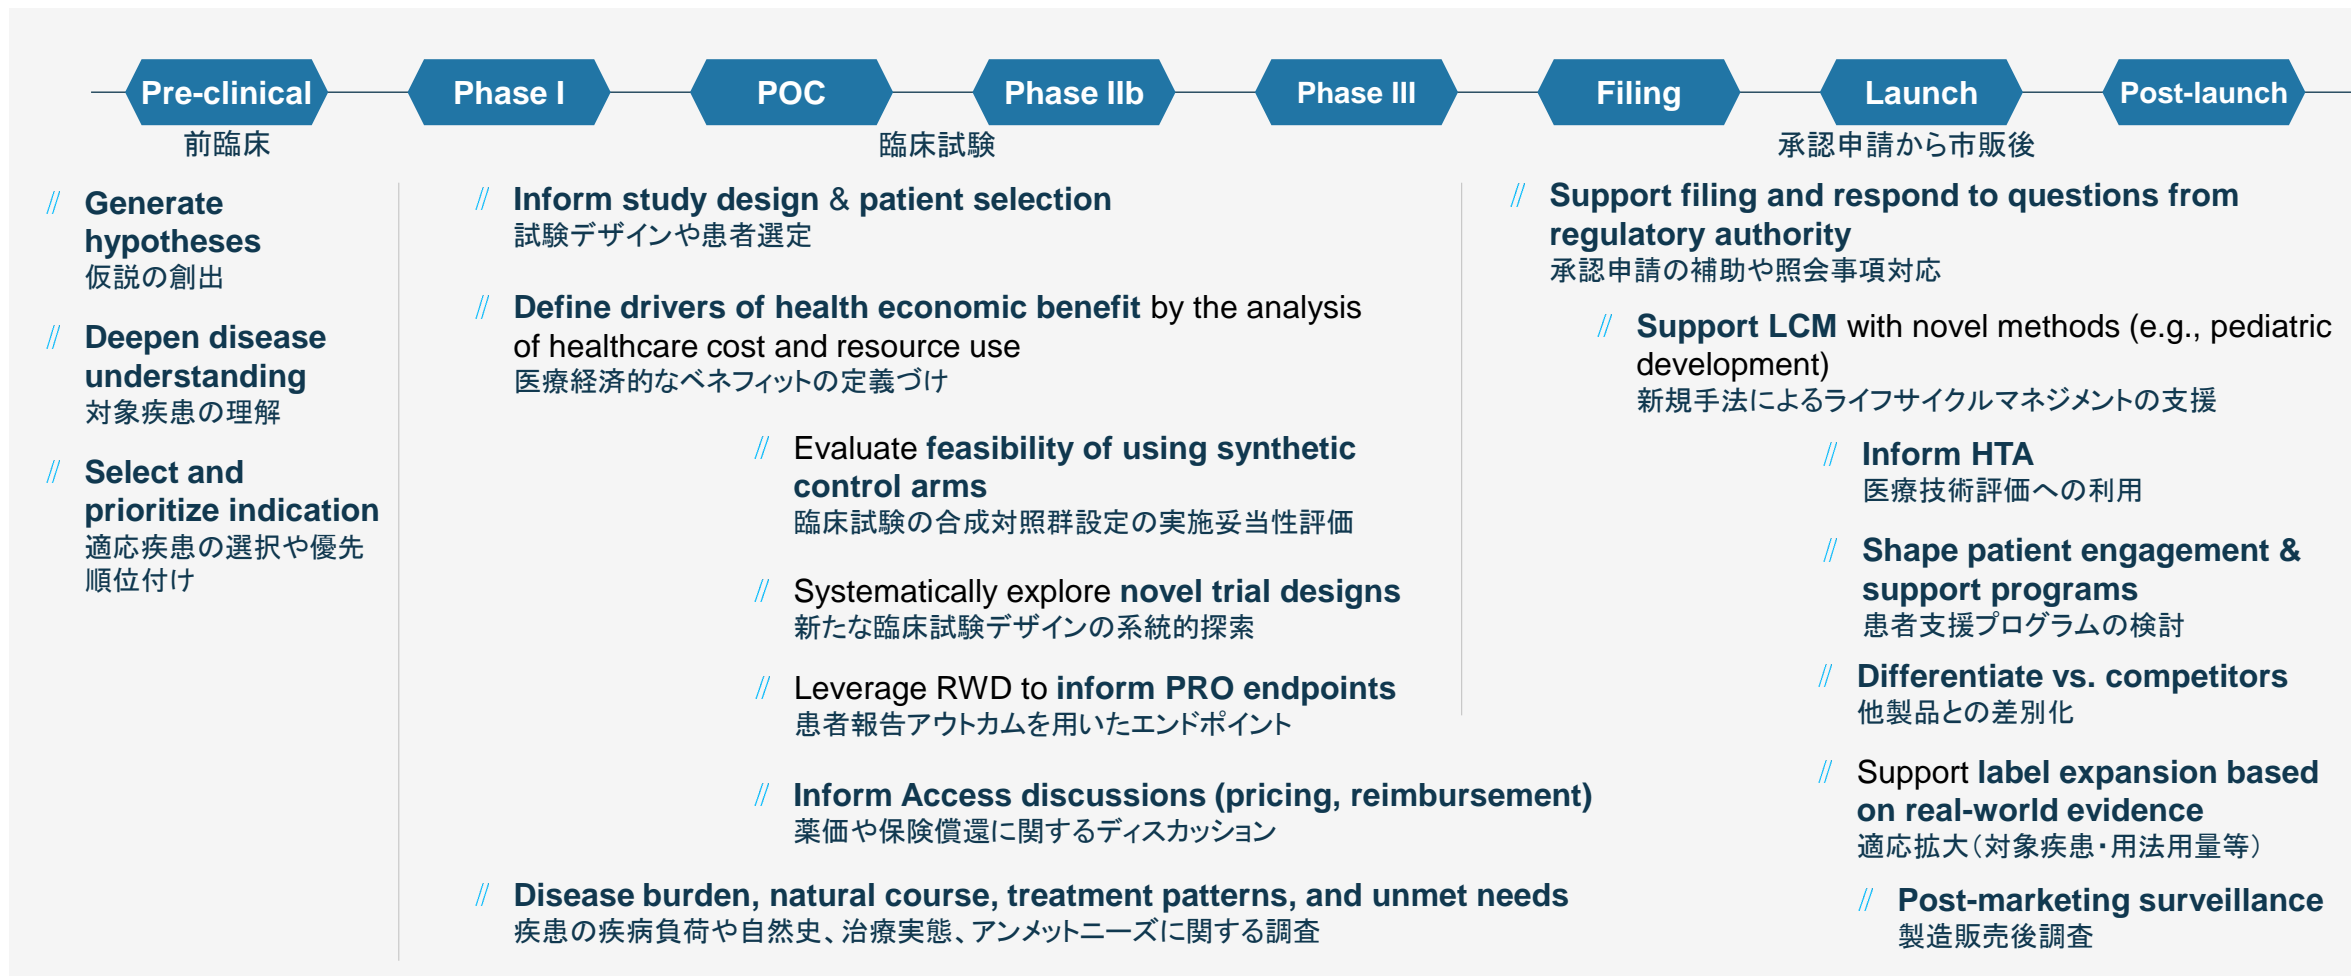 Pre-clinical
Phase I
POC
Phase IIb
Phase III
Filing
Launch
Post-launch
前臨床
臨床試験
承認申請から市販後
// Generate
hypotheses
仮説の創出
// Deepen disease
understanding
対象疾患の理解
// Select and
prioritize indication
適応疾患の選択や優先
順位付け
// Inform study design & patient selection
試験デザインや患者選定
// Define drivers of health economic benefit by the analysis
of healthcare cost and resource use
医療経済的なベネフィットの定義づけ
// Evaluate feasibility of using synthetic
control arms
臨床試験の合成対照群設定の実施妥当性評価
// Systematically explore novel trial designs
新たな臨床試験デザインの系統的探索
// Leverage RWD to inform PRO endpoints
患者報告アウトカムを用いたエンドポイント
// Inform Access discussions (pricing, reimbursement)
薬価や保険償還に関するディスカッション
// Disease burden, natural course, treatment patterns, and unmet needs
疾患の疾病負荷や自然史、治療実態、アンメットニーズに関する調査
// Support filing and respond to questions from
regulatory authority
承認申請の補助や照会事項対応
// Support LCM with novel methods (e.g., pediatric
development)
新規手法によるライフサイクルマネジメントの支援
// Inform HTA
医療技術評価への利用
// Shape patient engagement &
support programs
患者支援プログラムの検討
// Differentiate vs. competitors
他製品との差別化
// Support label expansion based
on real-world evidence
適応拡大（対象疾患・用法用量等）
// Post-marketing surveillance
製造販売後調査